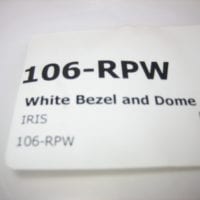 106-RPW
White Bezel and Dome
IRIS
106-RPW